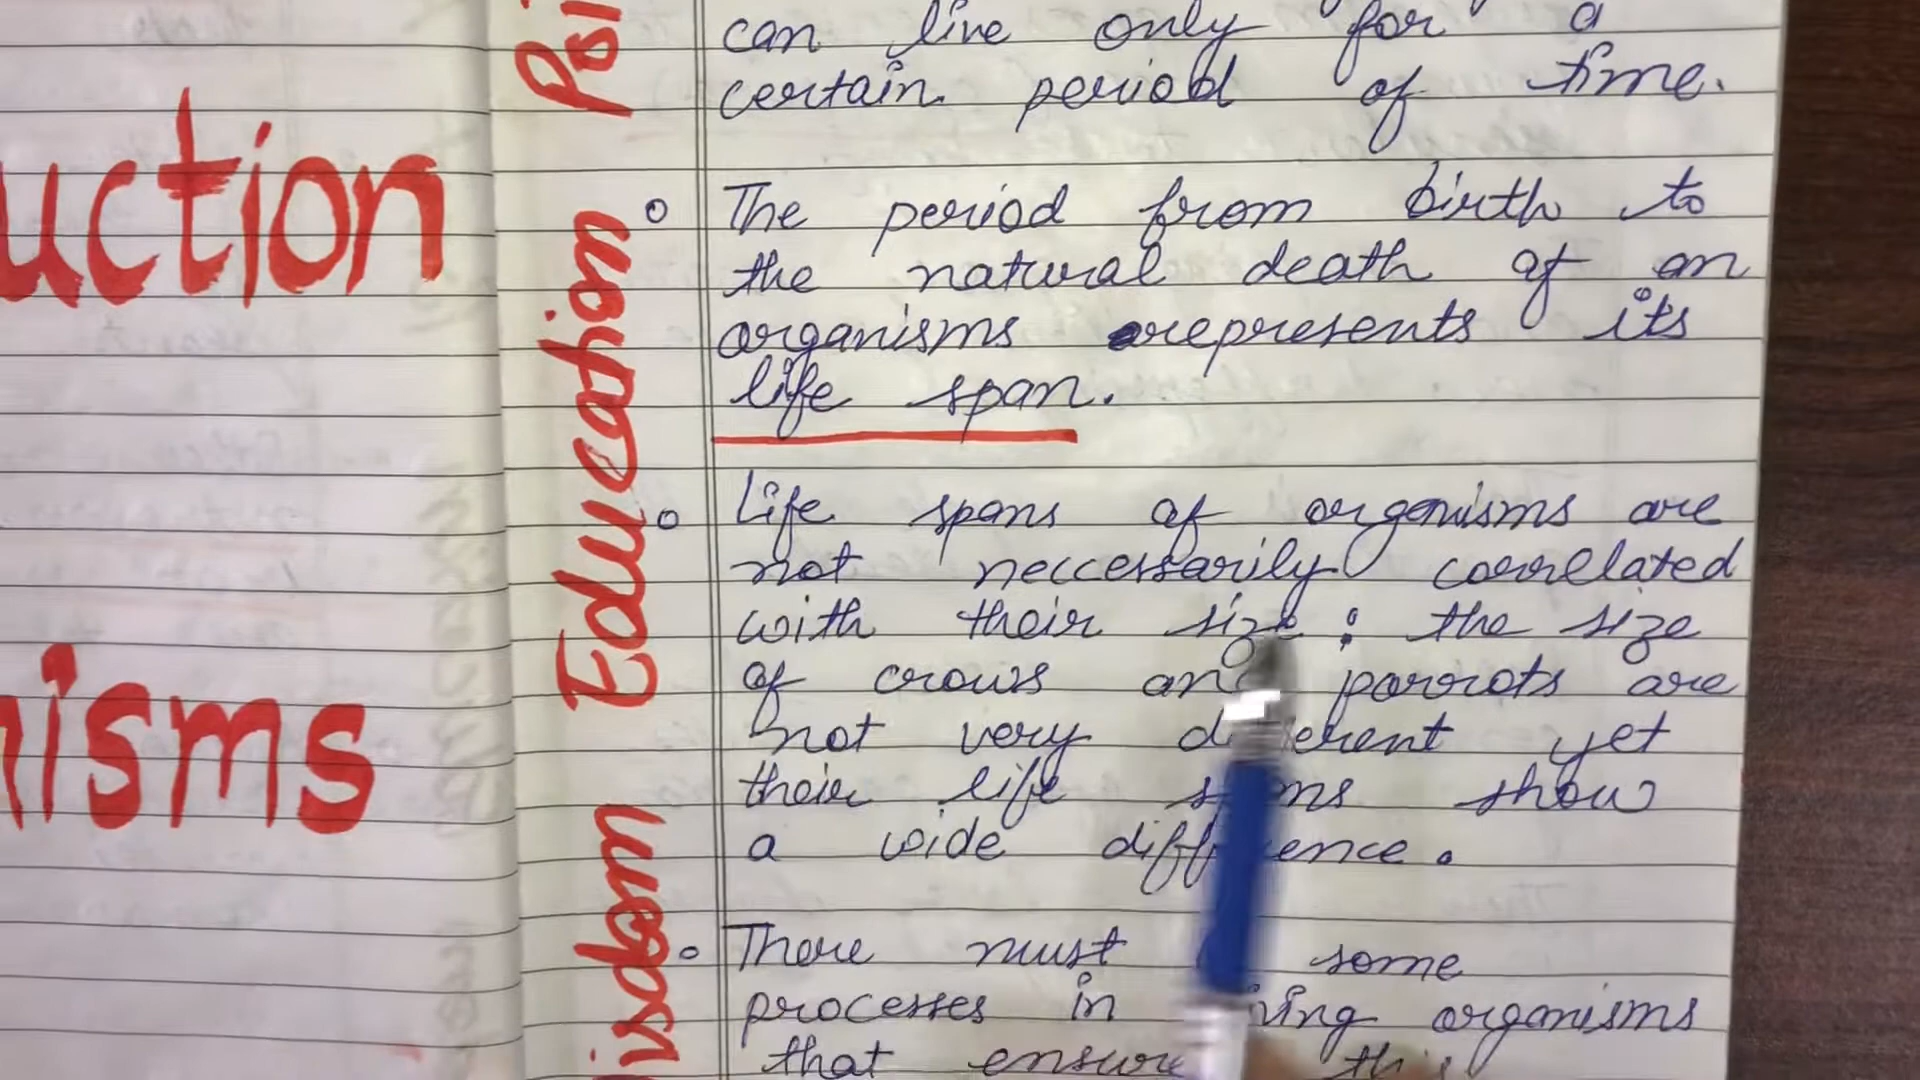 uction
nisms
Poi
Education
isdom
can live only for a
certain period of time.
The period from birth to
the natural death of an
organisms represents its
life span.
Life spans of organisms are
not neccessarily correlated
with their size; the size
of crows and parrots are
not very different yet
their life spans show
a wide difference.
There must some
processes in organisms
that ensure this